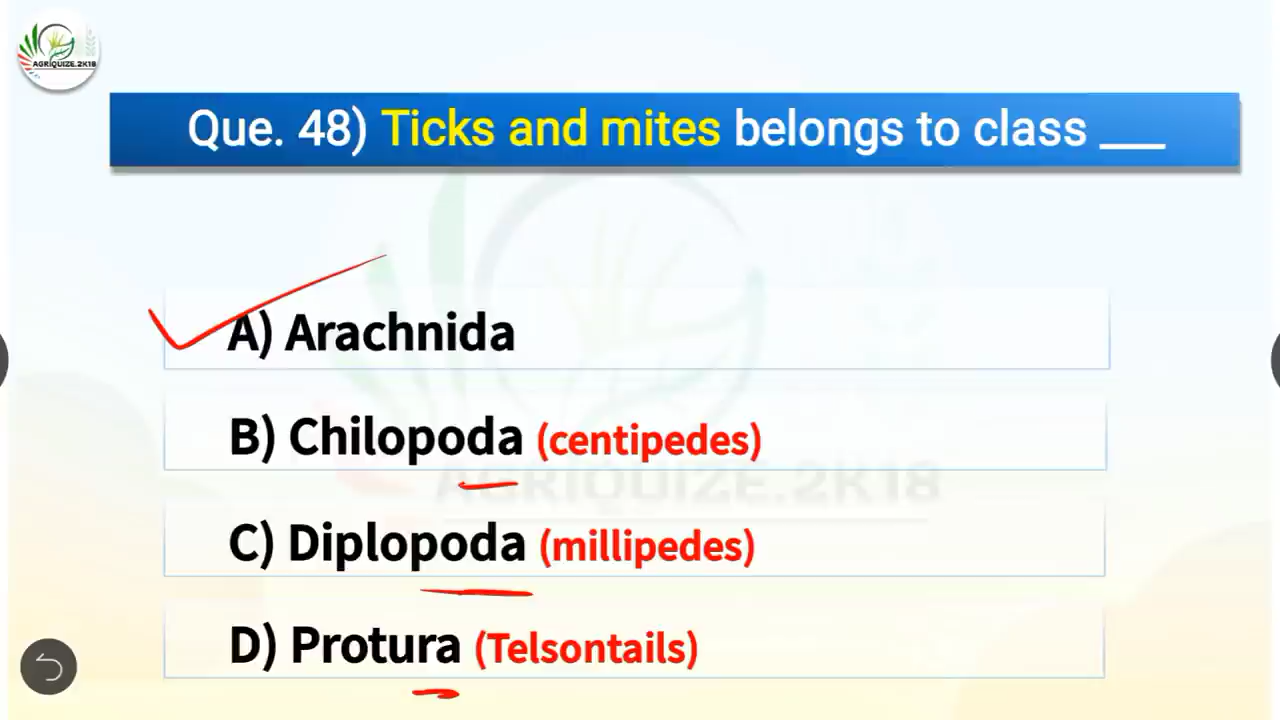 AGRIQUIZE.2K18
Que. 48) Ticks and mites belongs to class ___
A) Arachnida
B) Chilopoda (centipedes)
AGRIQUIZE.2K18
C) Diplopoda (millipedes)
D) Protura (Telsontails)